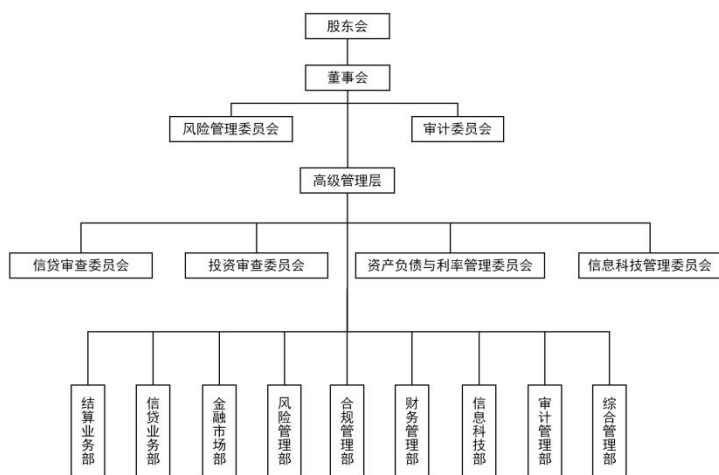 股东会
董事会
风险管理委员会
审计委员会
高级管理层
信贷审查委员会
投资审查委员会
资产负债与利率管理委员会
信息科技管理委员会
结算业务部
信贷业务部
金融市场部
风险管理部
合规管理部
财务管理部
信息科技部
审计管理部
综合管理部